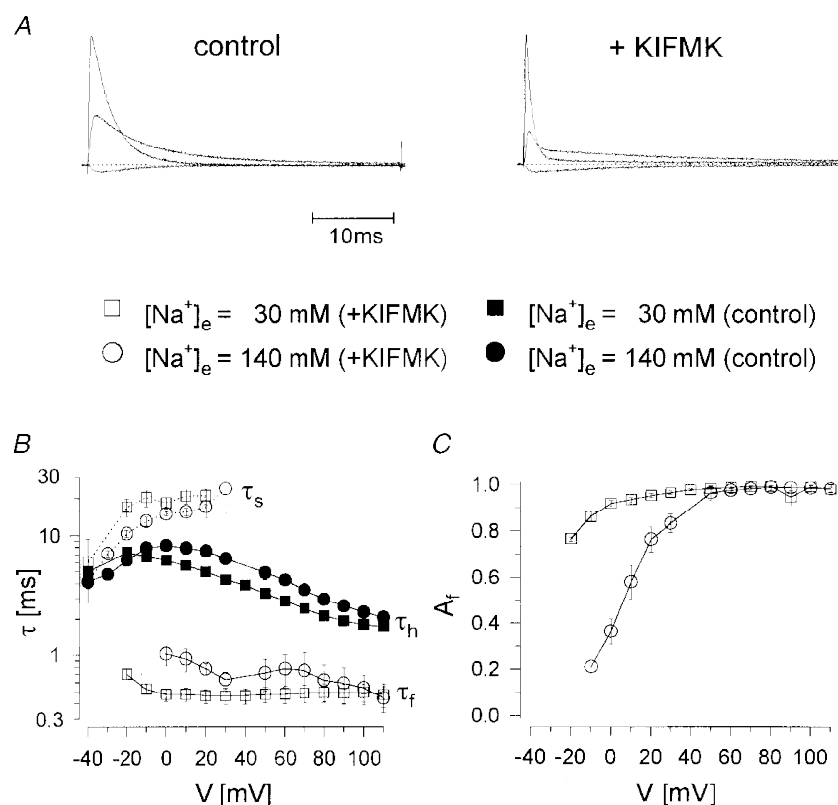 A
control
+ KIFMK
10ms
[Na⁺]ₑ = 30 mM (+KIFMK)
[Na⁺]ₑ = 30 mM (control)
[Na⁺]ₑ = 140 mM (+KIFMK)
[Na⁺]ₑ = 140 mM (control)
B
30
10
1
0.3
τ [ms]
τs
τh
τf
-40 -20 0 20 40 60 80 100
V [mV]
C
1.0
0.8
0.6
0.4
0.2
0.0
Af
-40 -20 0 20 40 60 80 100
V [mV]